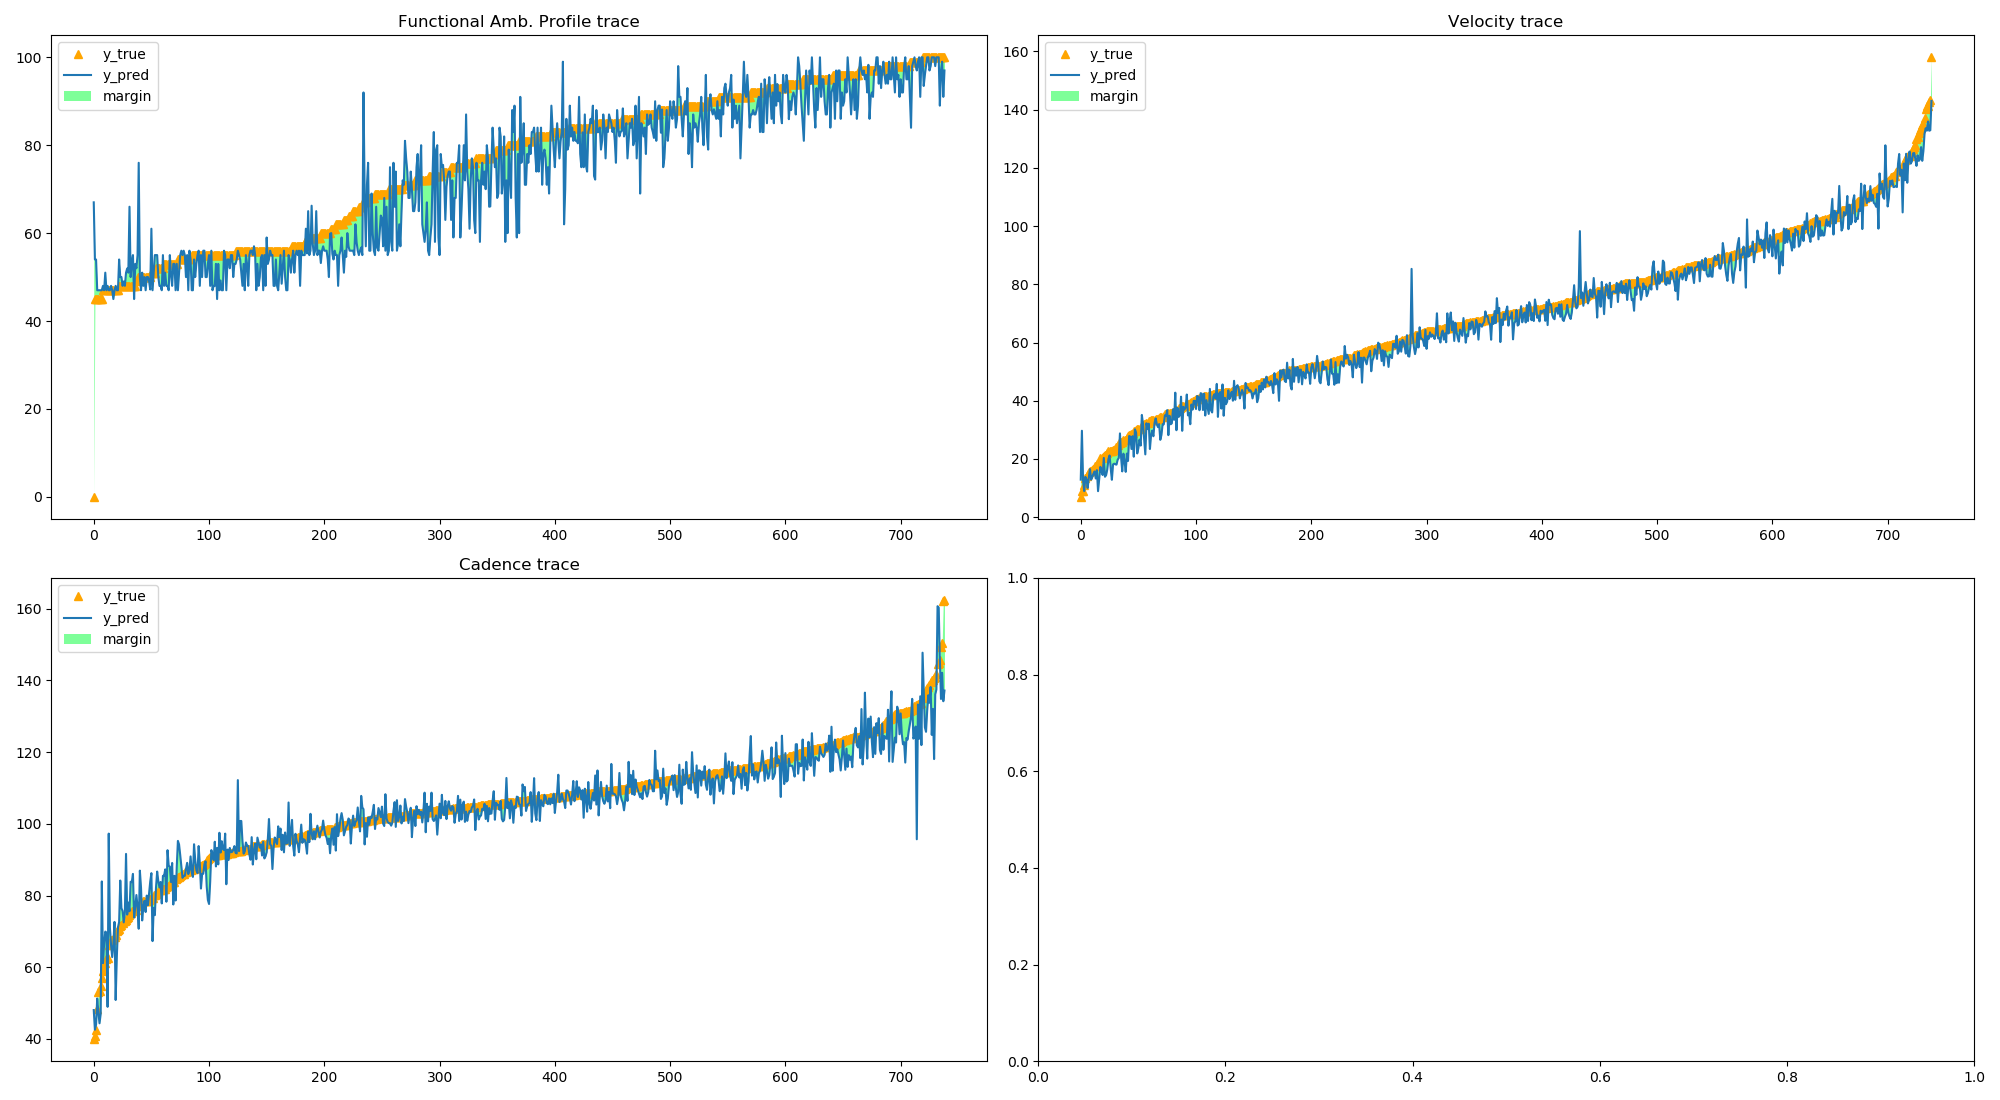 Functional Amb. Profile trace
y_true
y_pred
margin
100
80
60
40
20
0
0 100 200 300 400 500 600 700
Velocity trace
y_true
y_pred
margin
160
140
120
100
80
60
40
20
0
0 100 200 300 400 500 600 700
Cadence trace
y_true
y_pred
margin
160
140
120
100
80
60
40
0 100 200 300 400 500 600 700
1.0
0.8
0.6
0.4
0.2
0.0
0.0 0.2 0.4 0.6 0.8 1.0